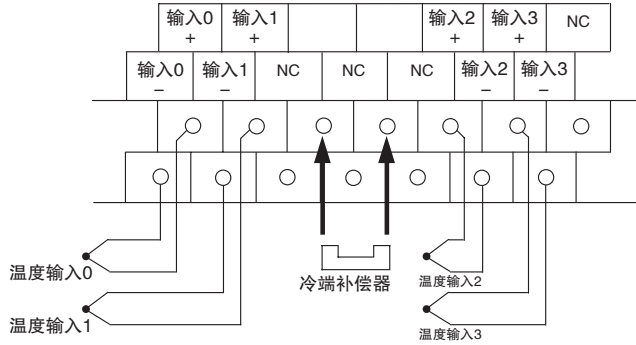 输入0 输入1 输入2 输入3 NC
+ + + +
输入0 输入1 NC NC NC 输入2 输入3
− − − −
温度输入0 冷端补偿器 温度输入2
温度输入1 温度输入3